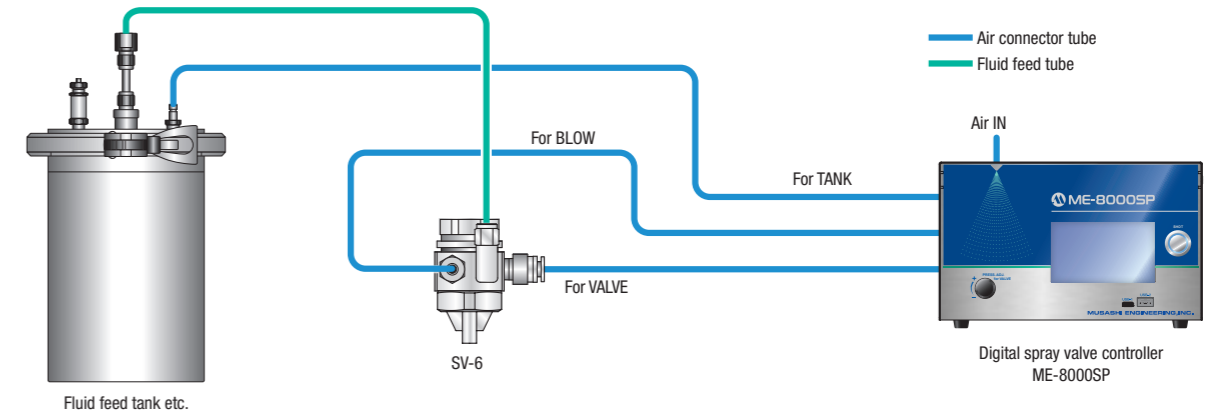 Air connector tube
Fluid feed tube
Air IN
For BLOW
For TANK
ME-8000SP
SHOT
For VALVE
MUSASHI ENGINEERING,INC.
SV-6
Digital spray valve controller
ME-8000SP
Fluid feed tank etc.